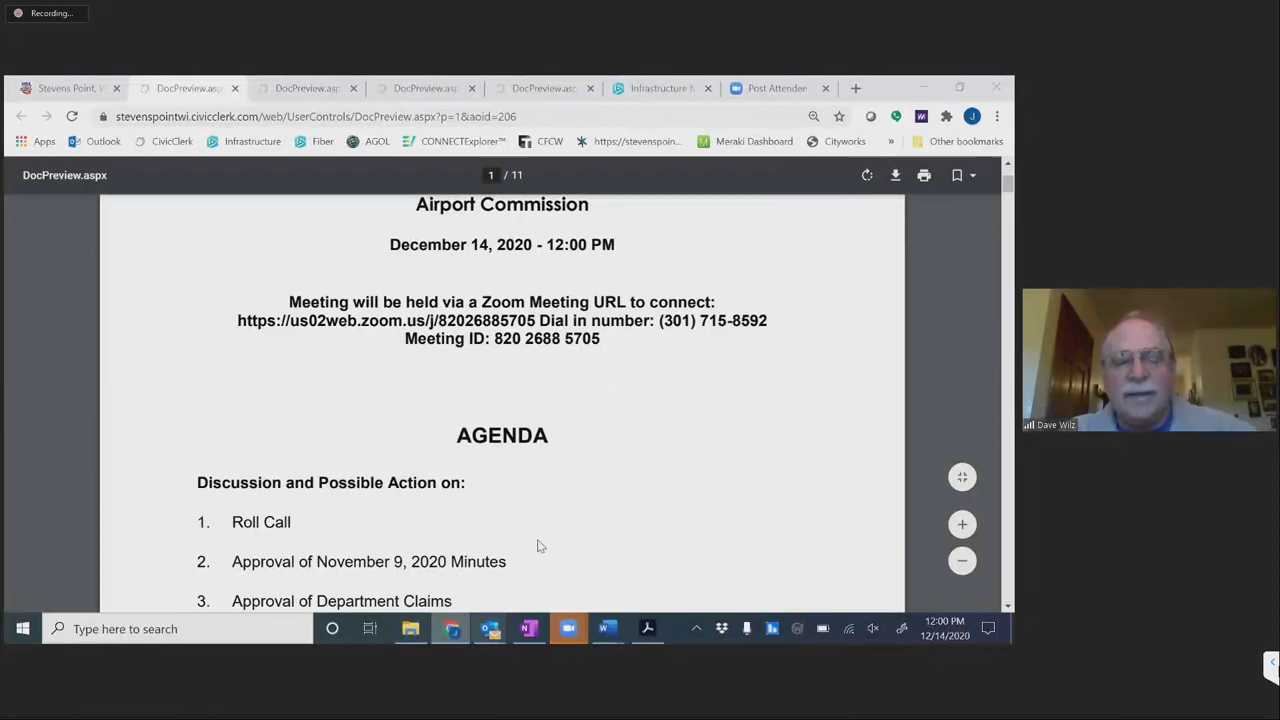 Recording...
Stevens Point, W
DocPreview.asp
DocPreview.asp
DocPreview.asp
DocPreview.asp
Infrastructure M
Post Attendee
stevenspointwi.civicclerk.com/web/UserControls/DocPreview.aspx?p=1&aoid=206
J
Apps
Outlook
CivicClerk
Infrastructure
Fiber
AGOL
CONNECTExplorer™
CFCW
https://stevenspoin...
Meraki Dashboard
Cityworks
»
Other bookmarks
DocPreview.aspx
1 / 11
Airport Commission
December 14, 2020 - 12:00 PM
Meeting will be held via a Zoom Meeting URL to connect:
https://us02web.zoom.us/j/82026885705 Dial in number: (301) 715-8592
Meeting ID: 820 2688 5705
AGENDA
Discussion and Possible Action on:
1. Roll Call
2. Approval of November 9, 2020 Minutes
3. Approval of Department Claims
Dave Wilz
Type here to search
12:00 PM
12/14/2020